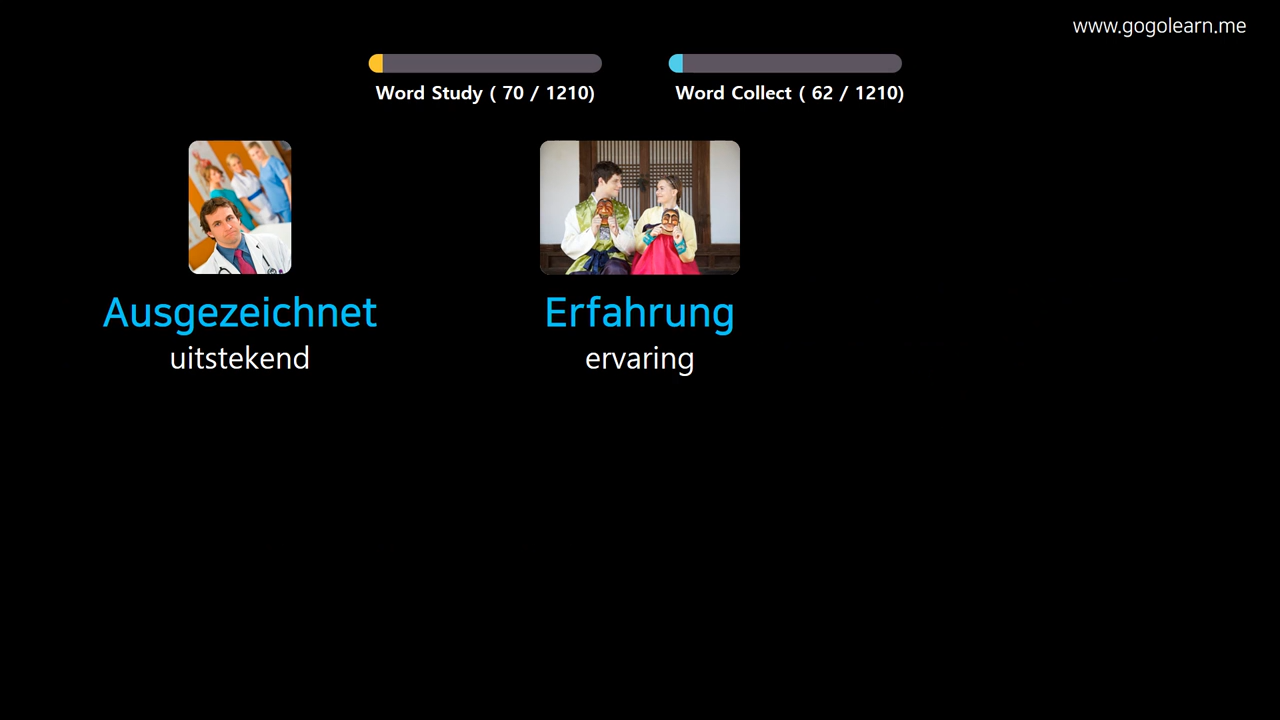 www.gogolearn.me
Word Study ( 70 / 1210)
Word Collect ( 62 / 1210)
Ausgezeichnet
uitstekend
Erfahrung
ervaring